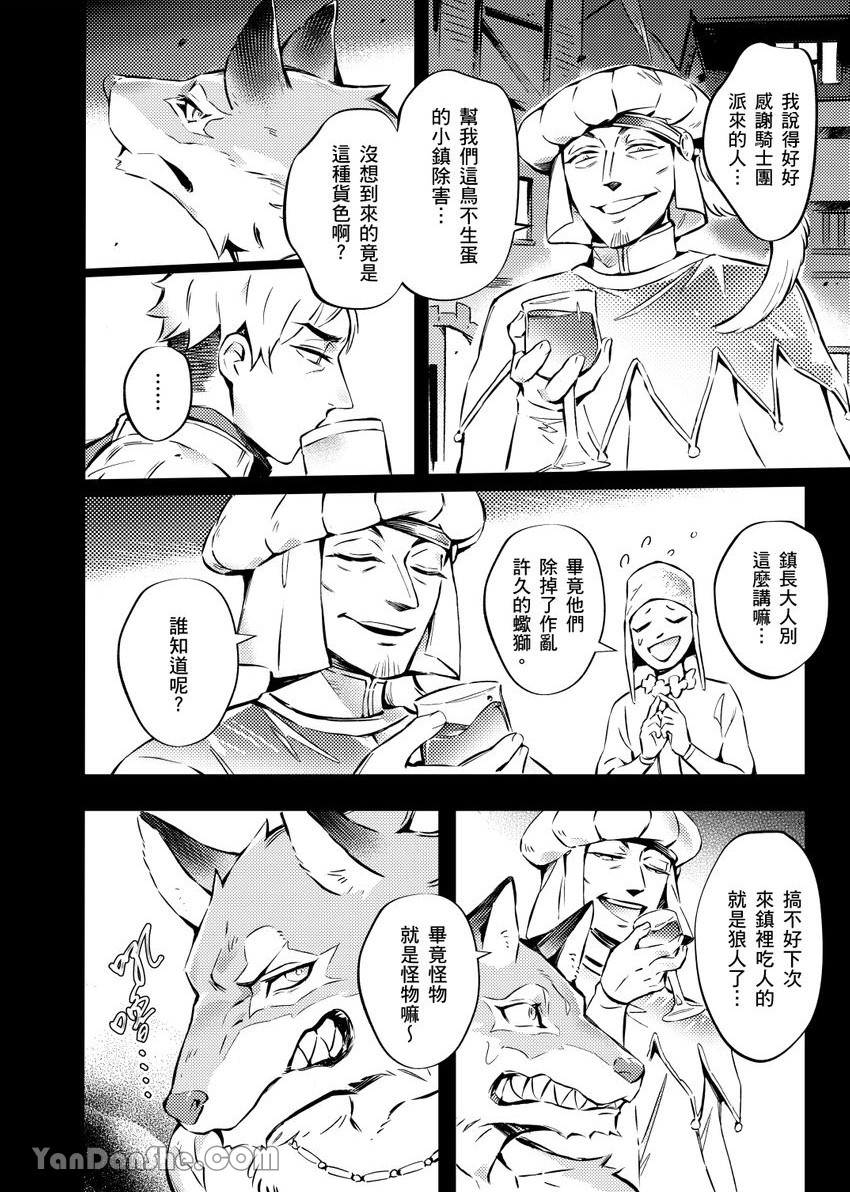 我說得好好
感謝騎士團
派來的人…
幫我們這鳥不生蛋
的小鎮除害…
沒想到來的竟是
這種貨色啊？
……
鎮長大人別
這麼講嘛…
畢竟他們
除掉了作亂
許久的蠍獅。
誰知道呢？
搞不好下次
來鎮裡吃人的
就是狼人了…
畢竟怪物
就是怪物嘛～
YanDanshe.com